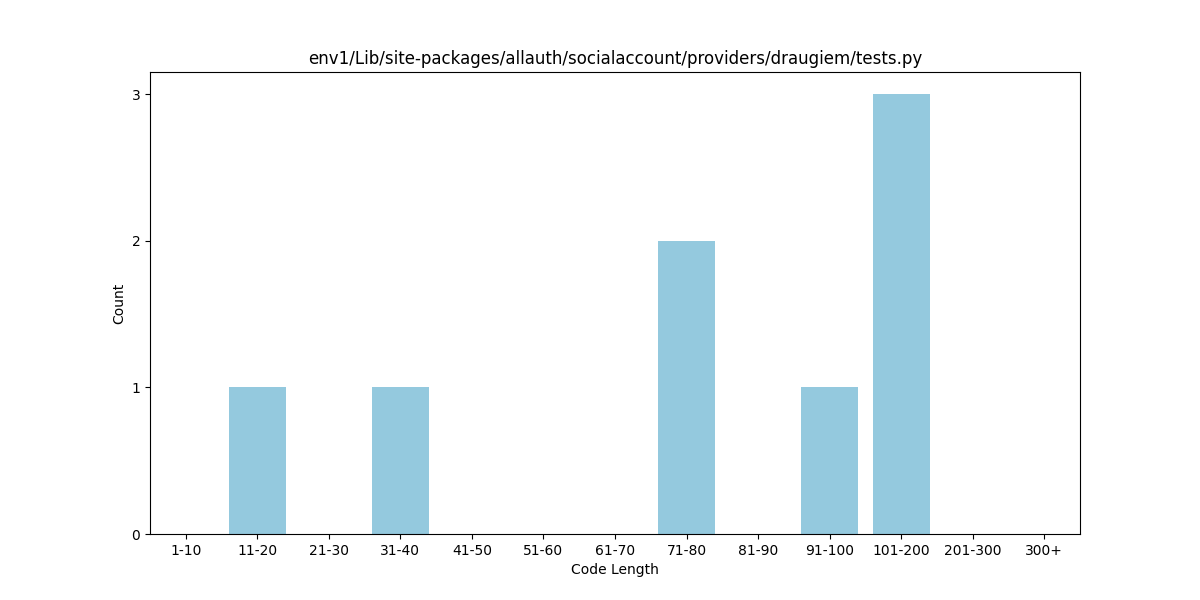 env1/Lib/site-packages/allauth/socialaccount/providers/draugiem/tests.py
3
2
1
0
Count
1-10 11-20 21-30 31-40 41-50 51-60 61-70 71-80 81-90 91-100 101-200 201-300 300+
Code Length